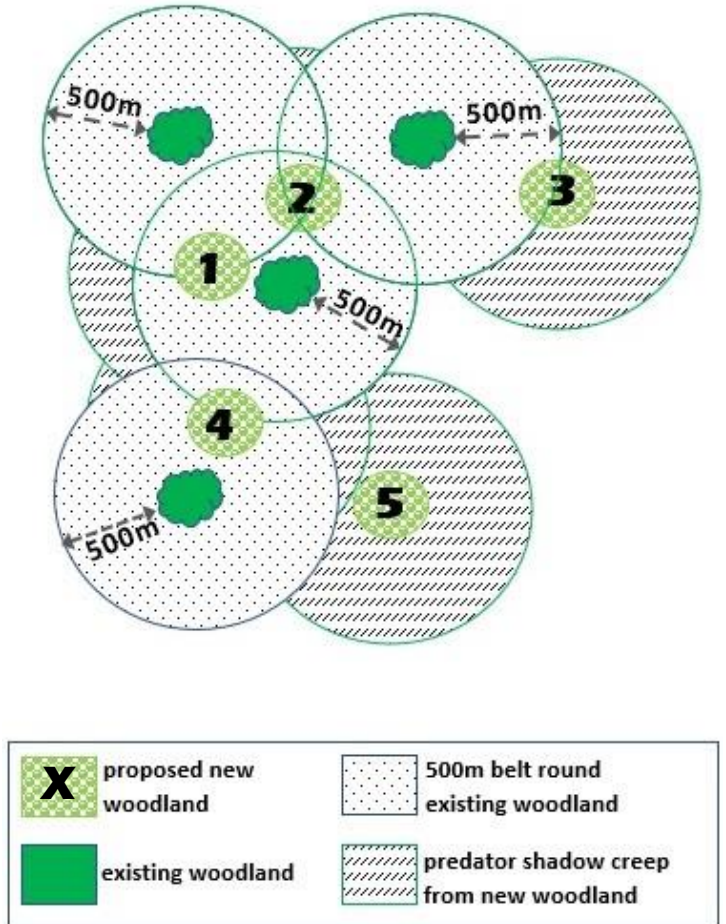 500m
500m
2
3
1
500m
4
5
500m
X
proposed new
woodland
500m belt round
existing woodland
existing woodland
predator shadow creep
from new woodland